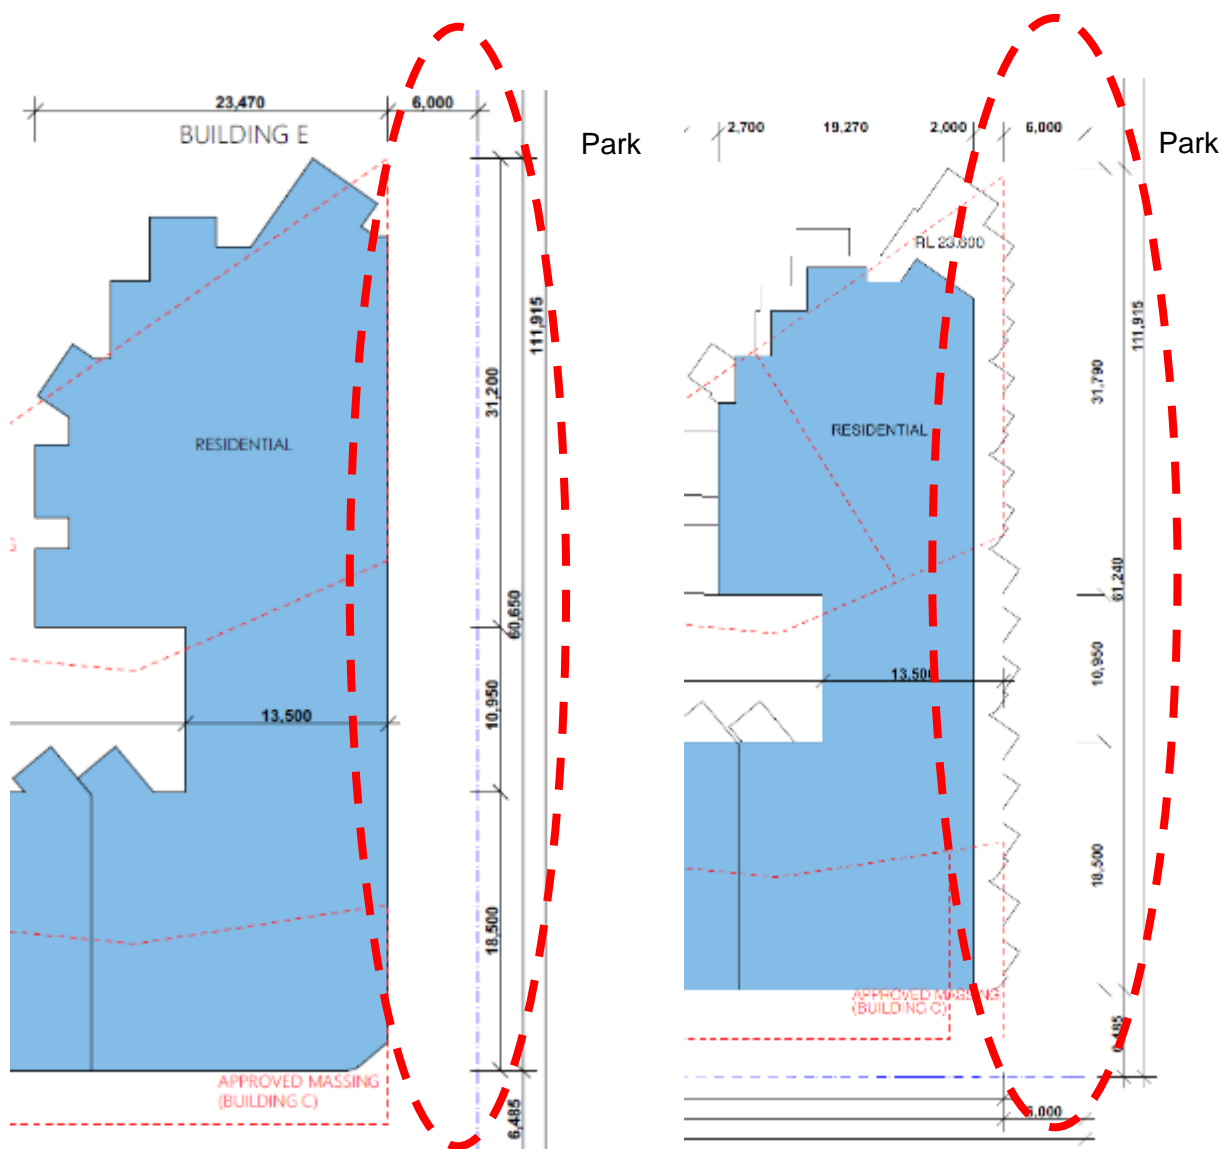 23,470
6,000
BUILDING E
Park
111,915
31,200
RESIDENTIAL
60,650
13,500
10,950
18,500
APPROVED MASSING
(BUILDING C)
6,485
2,700
19,270
2,000
6,000
Park
RL 23.600
111,915
31,790
RESIDENTIAL
61,240
13,500
10,950
18,500
APPROVED MASSING
(BUILDING C)
6,485
6,000